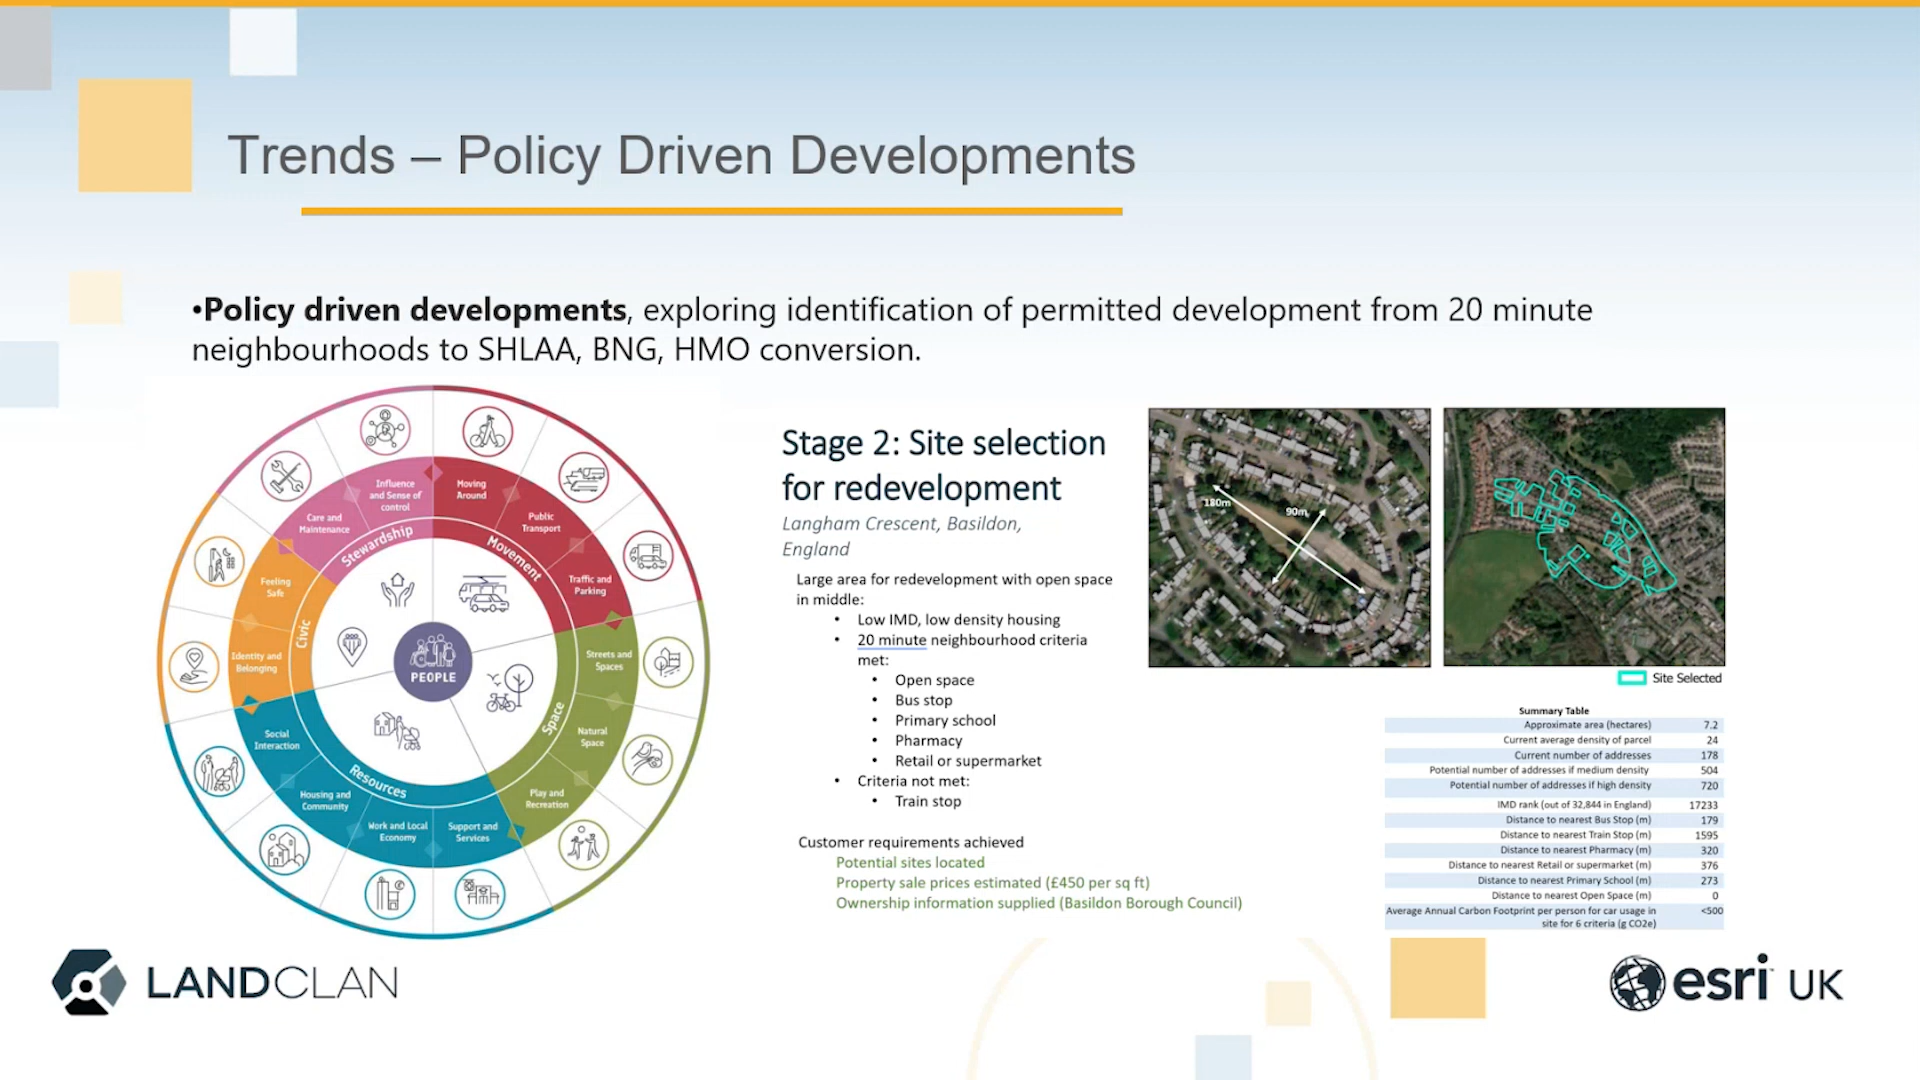 Trends – Policy Driven Developments
•Policy driven developments, exploring identification of permitted development from 20 minute
neighbourhoods to SHLAA, BNG, HMO conversion.
Influence
and Sense of
control
Moving
Around
Care and
Maintenance
Public
Transport
Stewardship
Movement
Feeling
Safe
Traffic and
Parking
Civic
Identity and
Belonging
PEOPLE
Streets and
Spaces
Space
Social
Interaction
Natural
Space
Resources
Housing and
Community
Play and
Recreation
Work and Local
Economy
Support and
Services
Stage 2: Site selection
for redevelopment
Langham Crescent, Basildon,
England
Large area for redevelopment with open space
in middle:
• Low IMD, low density housing
• 20 minute neighbourhood criteria
met:
• Open space
• Bus stop
• Primary school
• Pharmacy
• Retail or supermarket
• Criteria not met:
• Train stop
Customer requirements achieved
Potential sites located
Property sale prices estimated (£450 per sq ft)
Ownership information supplied (Basildon Borough Council)
180m
90m
Site Selected
Summary Table
Approximate area (hectares) 7.2
Current average density of parcel 24
Current number of addresses 178
Potential number of addresses if medium density 504
Potential number of addresses if high density 720
IMD rank (out of 32,844 in England) 17233
Distance to nearest Bus Stop (m) 179
Distance to nearest Train Stop (m) 1595
Distance to nearest Pharmacy (m) 320
Distance to nearest Retail or supermarket (m) 376
Distance to nearest Primary School (m) 273
Distance to nearest Open Space (m) 0
Average Annual Carbon Footprint per person for car usage in <500
site for 6 criteria (g CO2e)
LANDCLAN
esri UK